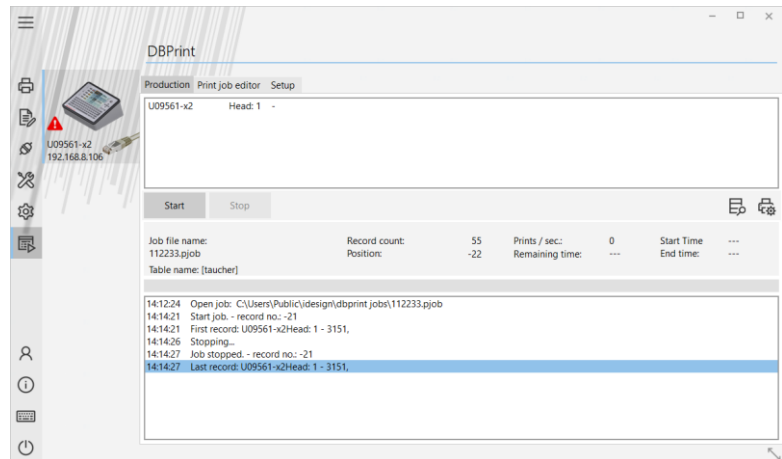 DBPrint
Production Print job editor Setup
U09561-x2 Head: 1 -
U09561-x2
192.168.8.106
Start Stop
Job file name: Record count: 55 Prints / sec.: 0 Start Time ---
112233.pjob Position: -22 Remaining time: --- End time: ---
Table name: [taucher]
14:12:24 Open job: C:\Users\Public\idesign\dbprint jobs\112233.pjob
14:14:21 Start job. - record no.: -21
14:14:21 First record: U09561-x2Head: 1 - 3151,
14:14:26 Stopping...
14:14:27 Job stopped. - record no.: -21
14:14:27 Last record: U09561-x2Head: 1 - 3151,